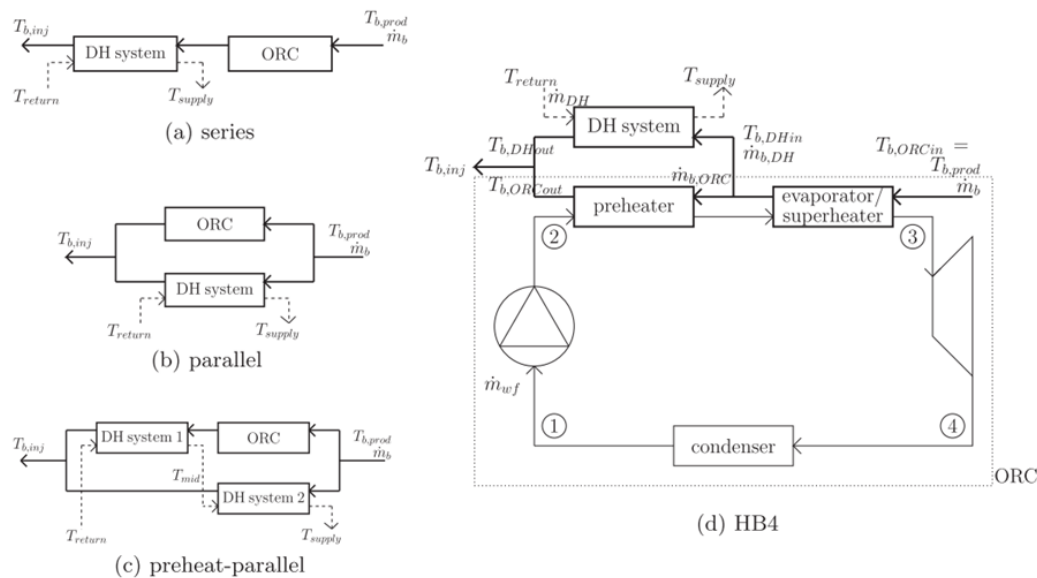 T_{b,inj}
T_{b,prod}
ṁ_b
DH system
ORC
T_{return}
T_{supply}
(a) series
ORC
T_{b,inj}
T_{b,prod}
ṁ_b
DH system
T_{return}
T_{supply}
(b) parallel
DH system 1
ORC
T_{b,inj}
T_{b,prod}
ṁ_b
T_{mid}
DH system 2
T_{return}
T_{supply}
(c) preheat-parallel
T_{return}
ṁ_{DH}
T_{supply}
DH system
T_{b,DHout}
T_{b,DHin}
ṁ_{b,DH}
T_{b,ORCin} =
T_{b,prod}
ṁ_b
T_{b,inj}
T_{b,ORCout}
ṁ_{b,ORC}
preheater
evaporator/
superheater
2
3
ṁ_{wf}
1
4
condenser
ORC
(d) HB4